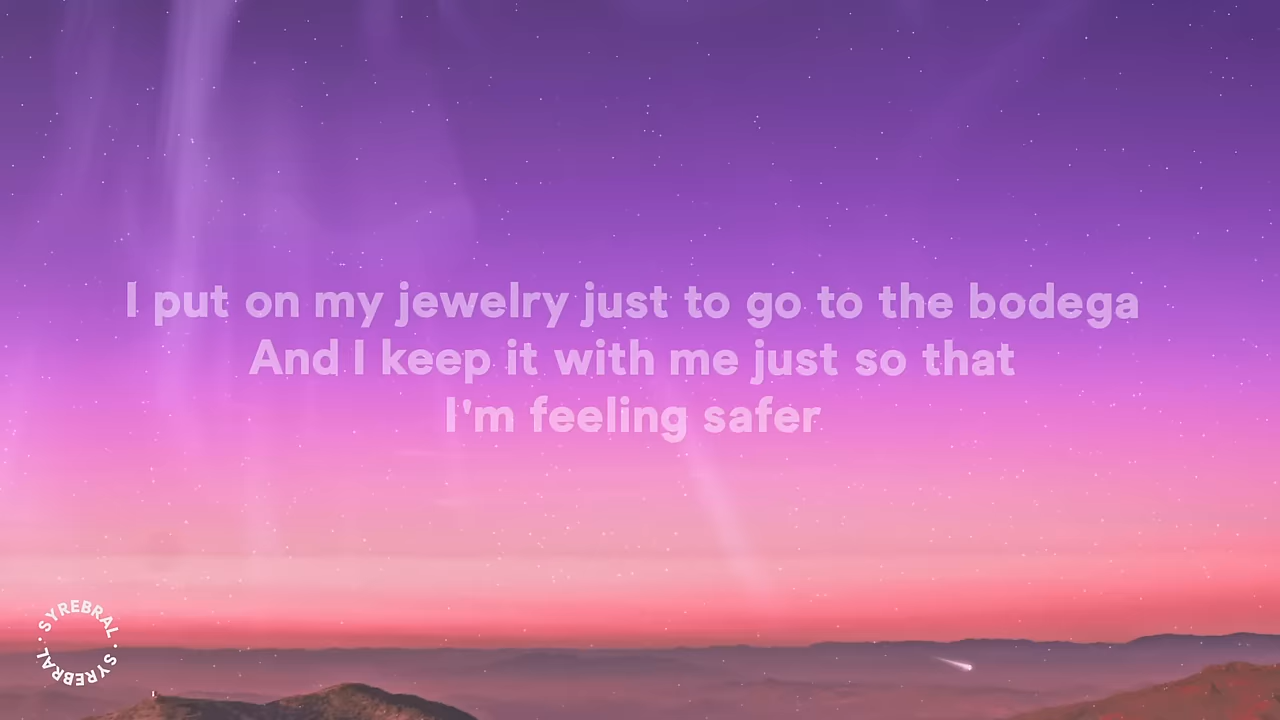 I put on my jewelry just to go to the bodega
And I keep it with me just so that
I'm feeling safer
SYREBRAL · SYREBRAL ·